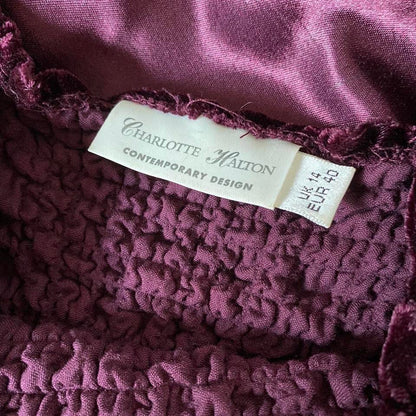 CHARLOTTE HALTON
CONTEMPORARY DESIGN
UK 14
EUR 40